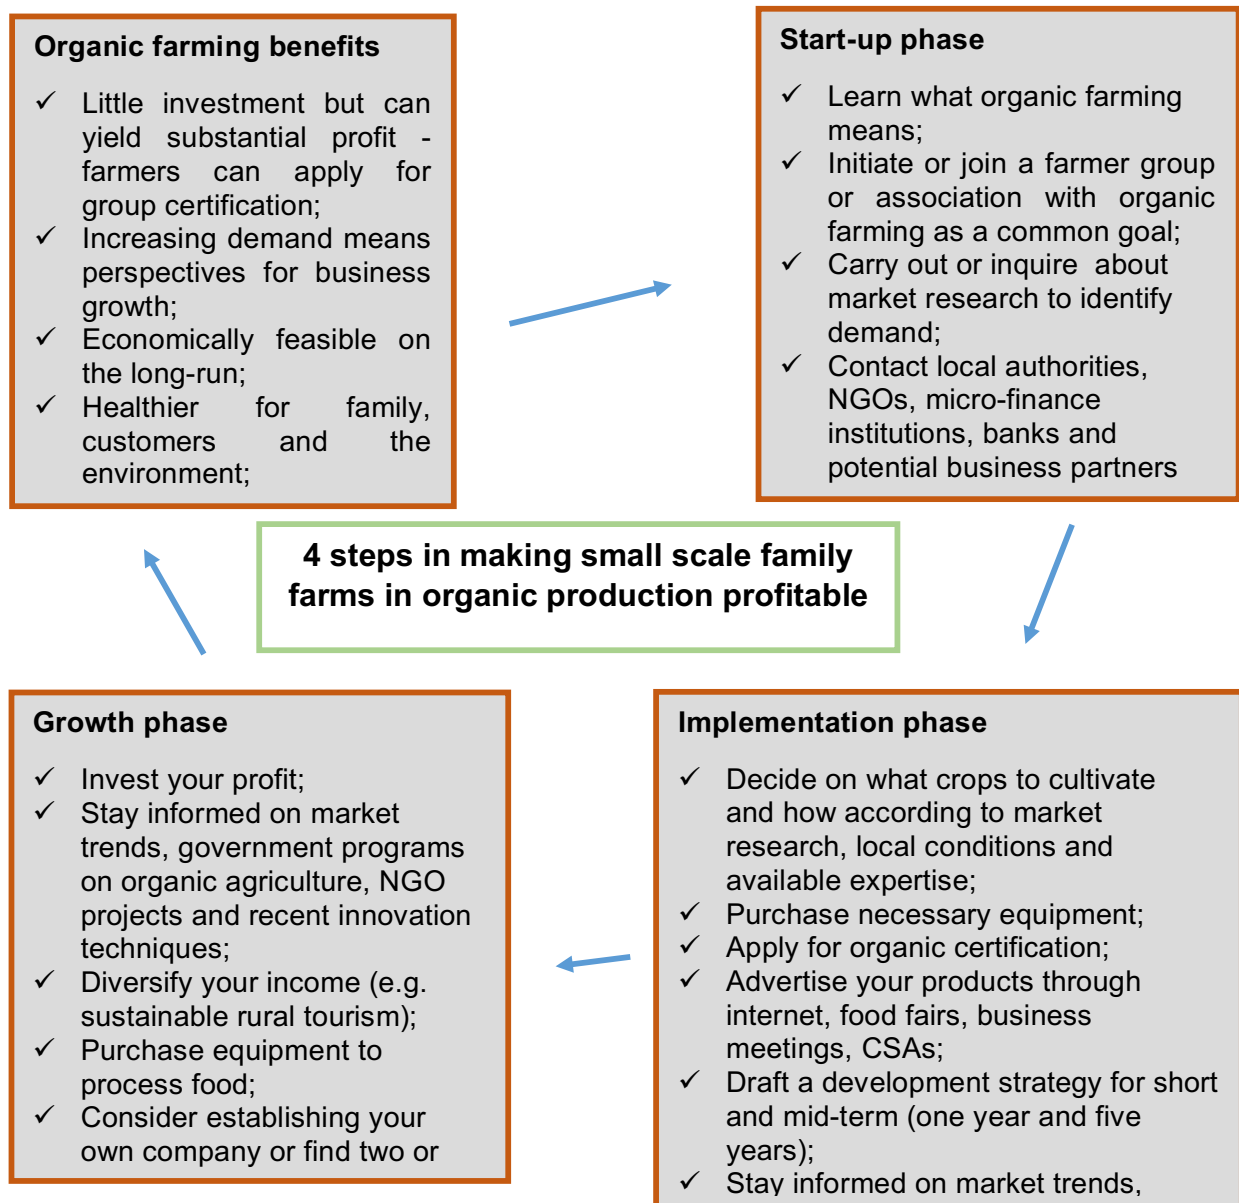 Organic farming benefits
✓ Little investment but can
yield substantial profit -
farmers can apply for
group certification;
✓ Increasing demand means
perspectives for business
growth;
✓ Economically feasible on
the long-run;
✓ Healthier for family,
customers and the
environment;
Start-up phase
✓ Learn what organic farming
means;
✓ Initiate or join a farmer group
or association with organic
farming as a common goal;
✓ Carry out or inquire about
market research to identify
demand;
✓ Contact local authorities,
NGOs, micro-finance
institutions, banks and
potential business partners
4 steps in making small scale family
farms in organic production profitable
Growth phase
✓ Invest your profit;
✓ Stay informed on market
trends, government programs
on organic agriculture, NGO
projects and recent innovation
techniques;
✓ Diversify your income (e.g.
sustainable rural tourism);
✓ Purchase equipment to
process food;
✓ Consider establishing your
own company or find two or
Implementation phase
✓ Decide on what crops to cultivate
and how according to market
research, local conditions and
available expertise;
✓ Purchase necessary equipment;
✓ Apply for organic certification;
✓ Advertise your products through
internet, food fairs, business
meetings, CSAs;
✓ Draft a development strategy for short
and mid-term (one year and five
years);
✓ Stay informed on market trends,